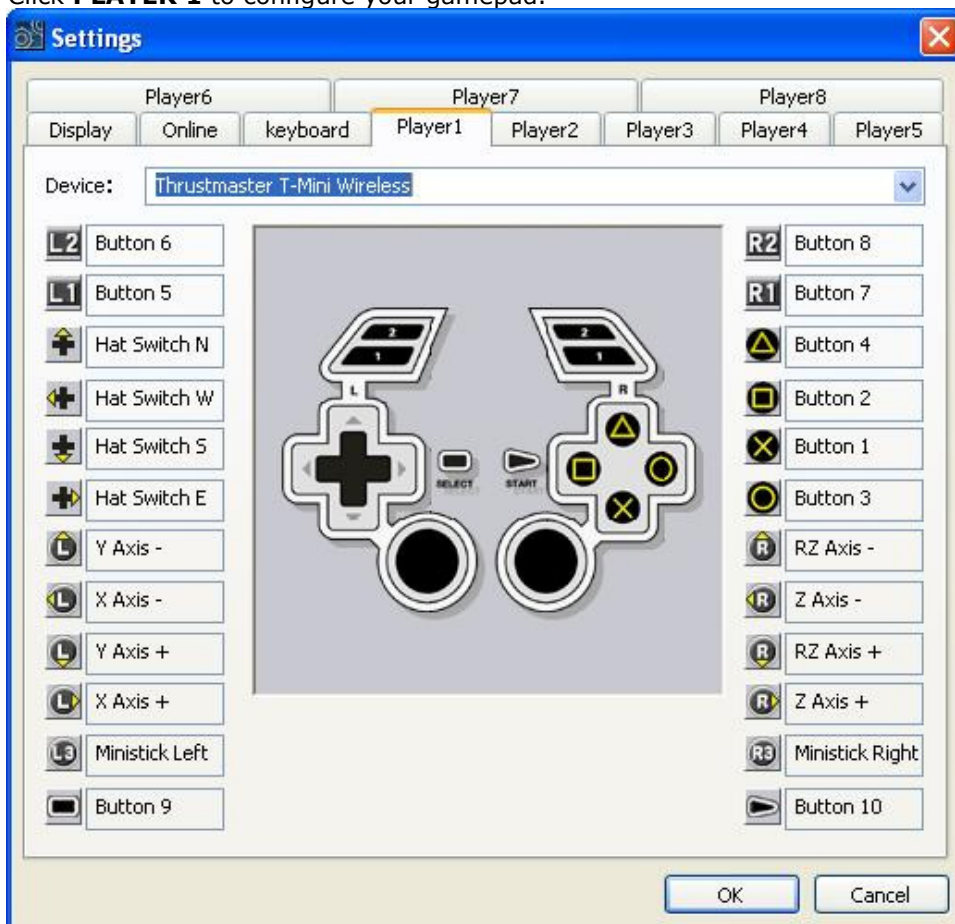 Click PLAYER 1 to configure your gamepad:
Settings
Player6 Player7 Player8
Display Online keyboard Player1 Player2 Player3 Player4 Player5
Device: Thrustmaster T-Mini Wireless
L2 Button 6 R2 Button 8
L1 Button 5 R1 Button 7
Hat Switch N Button 4
Hat Switch W Button 2
Hat Switch S Button 1
Hat Switch E Button 3
L Y Axis - R RZ Axis -
L X Axis - R Z Axis -
L Y Axis + R RZ Axis +
L X Axis + R Z Axis +
L3 Ministick Left R3 Ministick Right
Button 9 Button 10
2 2
1 1
L R
SELECT START
OK Cancel